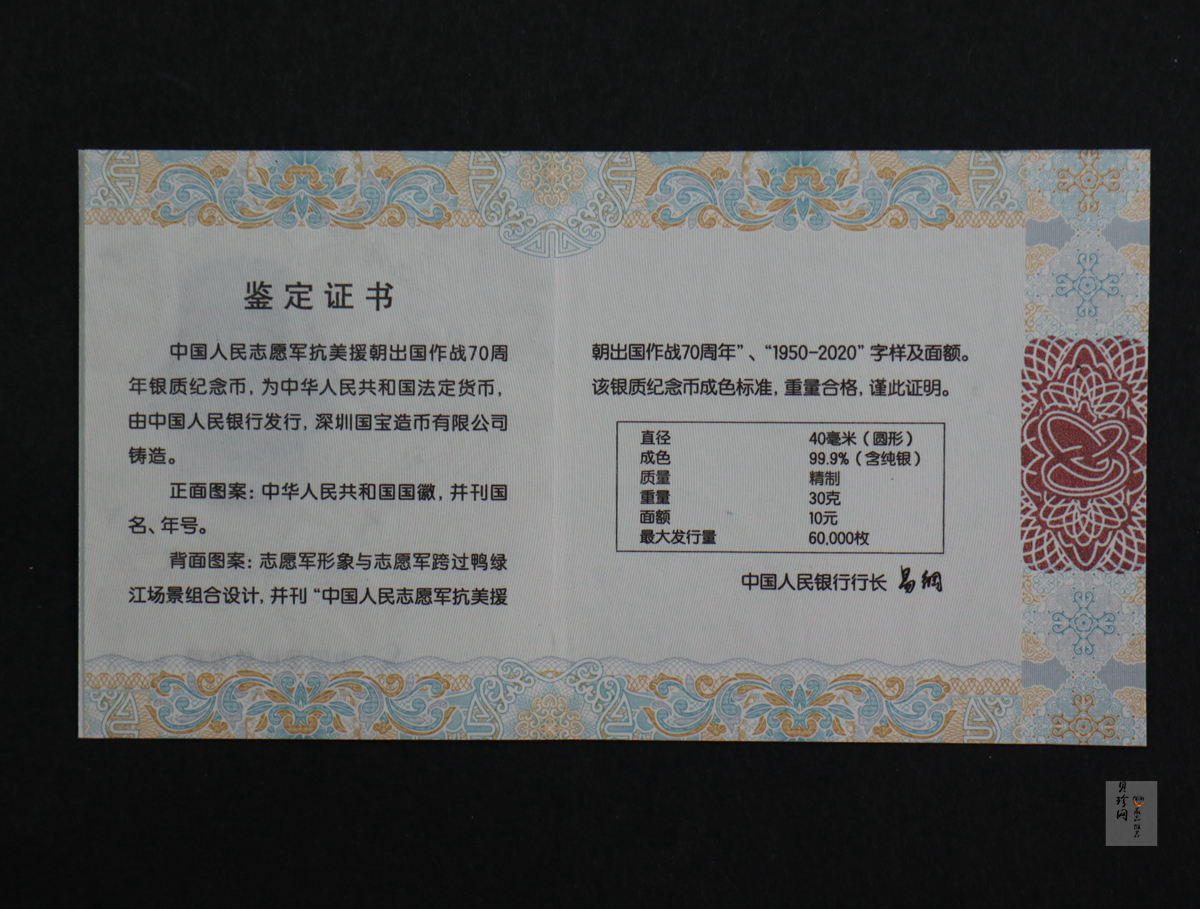 鉴定证书
中国人民志愿军抗美援朝出国作战70周
年银质纪念币，为中华人民共和国法定货币，
由中国人民银行发行，深圳国宝造币有限公司
铸造。
正面图案：中华人民共和国国徽，并刊国
名、年号。
背面图案：志愿军形象与志愿军跨过鸭绿
江场景组合设计，并刊“中国人民志愿军抗美援
朝出国作战70周年”、“1950-2020”字样及面额。
该银质纪念币成色标准，重量合格，谨此证明。
直径 40毫米（圆形）
成色 99.9%（含纯银）
质量 精制
重量 30克
面额 10元
最大发行量 60,000枚
中国人民银行行长 易纲
贝珍网